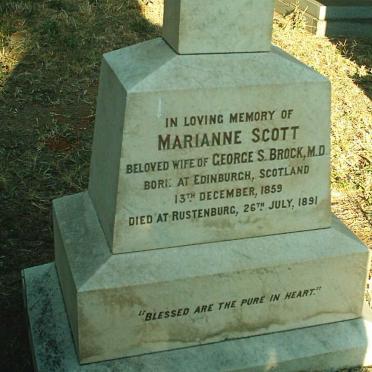 IN LOVING MEMORY OF
MARIANNE SCOTT
BELOVED WIFE OF GEORGE S. BROCK, M.D.
BORN AT EDINBURGH, SCOTLAND
13TH DECEMBER, 1859
DIED AT RUSTENBURG, 26TH JULY, 1891
"BLESSED ARE THE PURE IN HEART."